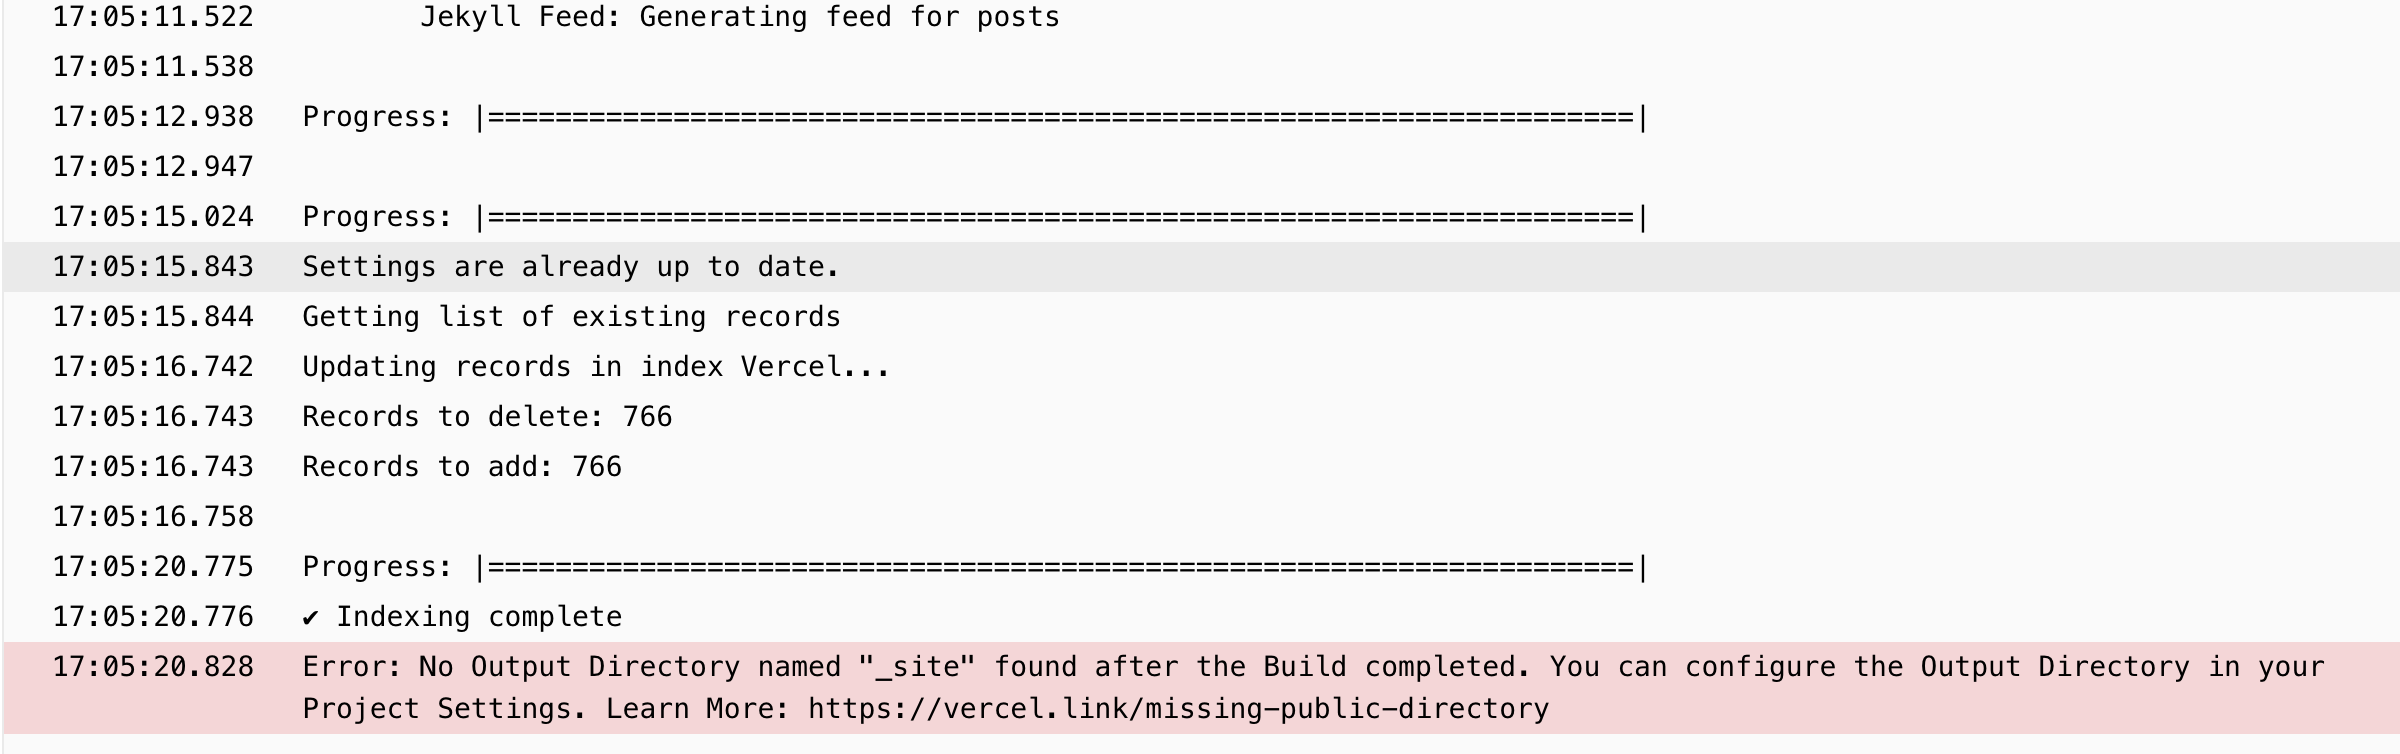 17:05:11.522 Jekyll Feed: Generating feed for posts
17:05:11.538
17:05:12.938 Progress: |====================================================================|
17:05:12.947
17:05:15.024 Progress: |====================================================================|
17:05:15.843 Settings are already up to date.
17:05:15.844 Getting list of existing records
17:05:16.742 Updating records in index Vercel...
17:05:16.743 Records to delete: 766
17:05:16.743 Records to add: 766
17:05:16.758
17:05:20.775 Progress: |====================================================================|
17:05:20.776 ✔ Indexing complete
17:05:20.828 Error: No Output Directory named "_site" found after the Build completed. You can configure the Output Directory in your
Project Settings. Learn More: https://vercel.link/missing-public-directory